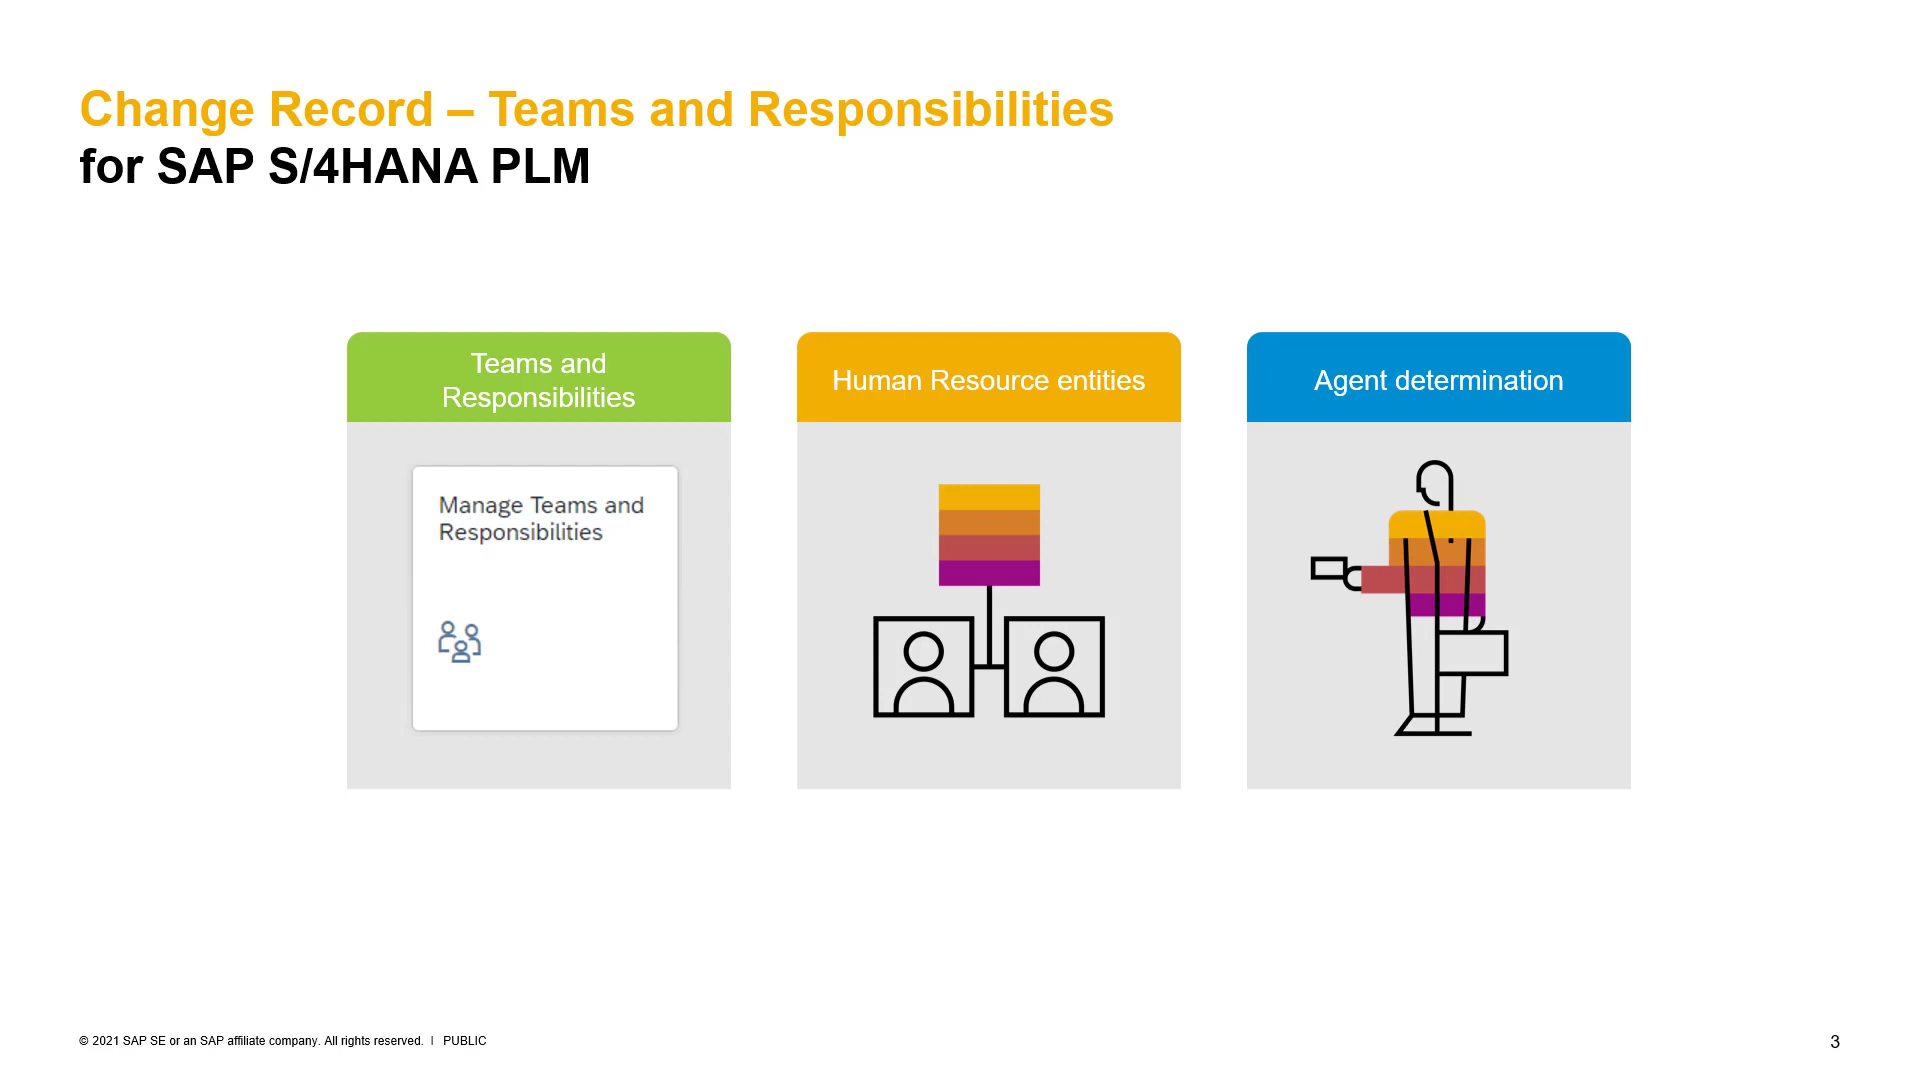 Change Record – Teams and Responsibilities
for SAP S/4HANA PLM
Teams and
Responsibilities
Manage Teams and
Responsibilities
Human Resource entities
Agent determination
© 2021 SAP SE or an SAP affiliate company. All rights reserved. | PUBLIC
3